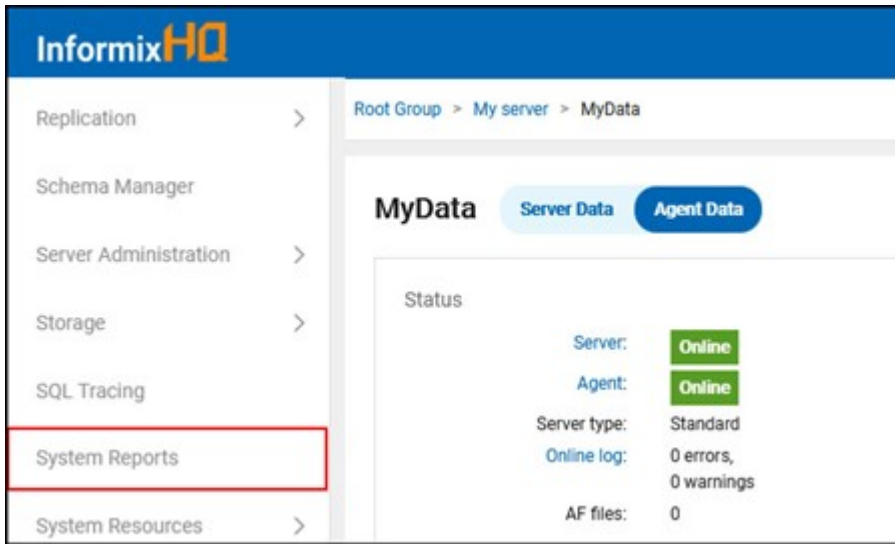 InformixHQ
Replication
Schema Manager
Server Administration
Storage
SQL Tracing
System Reports
System Resources
Root Group > My server > MyData
MyData Server Data Agent Data
Status
Server: Online
Agent: Online
Server type: Standard
Online log: 0 errors,
0 warnings
AF files: 0